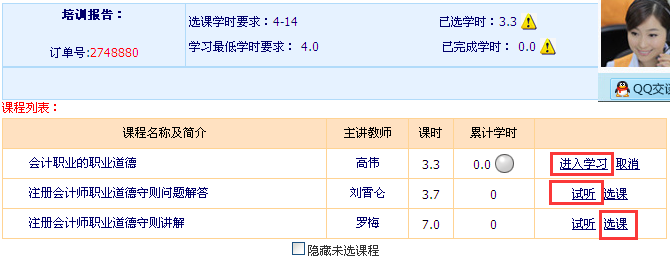 培训报告：
选课学时要求：4-14 已选学时：3.3
订单号:2748880
学习最低学时要求： 4.0 已完成学时： 0.0
QQ交谈
课程列表：
课程名称及简介 主讲教师 课时 累计学时
会计职业的职业道德 高伟 3.3 0.0 进入学习 取消
注册会计师职业道德守则问题解答 刘霄仑 3.7 0 试听 选课
注册会计师职业道德守则讲解 罗梅 7.0 0 试听 选课
隐藏未选课程